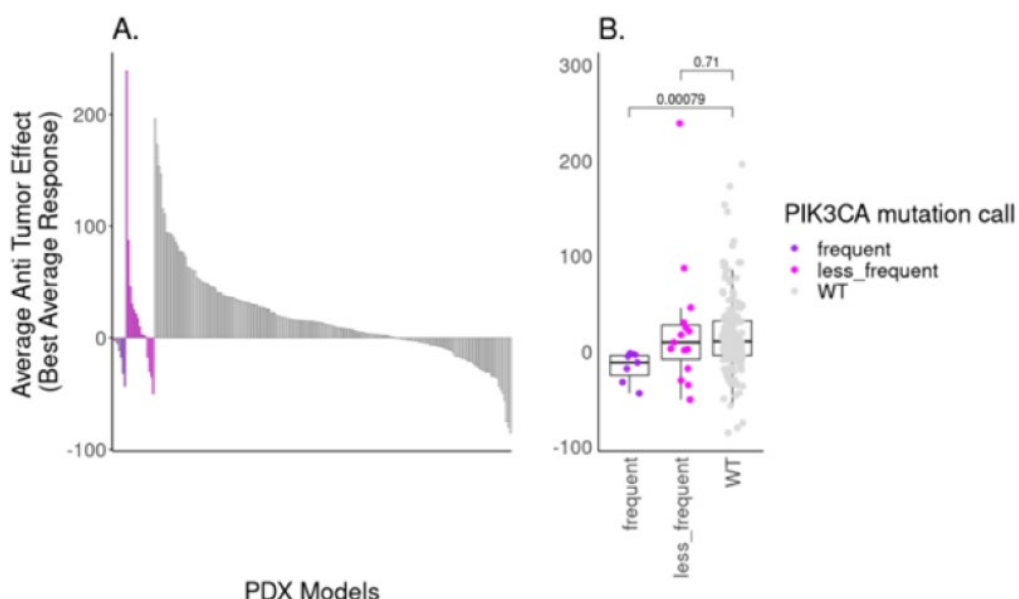 A.
Average Anti Tumor Effect
(Best Average Response)
200
100
0
-100
PDX Models
B.
300
200
100
0
-100
0.71
0.00079
frequent
less_frequent
WT
PIK3CA mutation call
frequent
less_frequent
WT